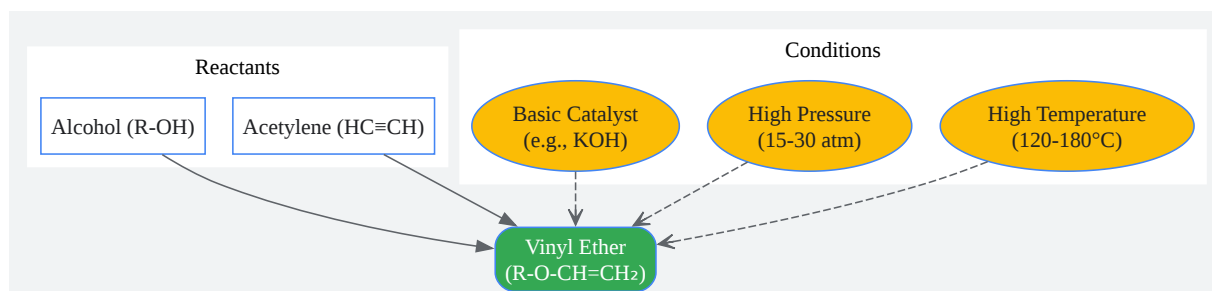 Reactants
Conditions
Alcohol (R-OH)
Acetylene (HC≡CH)
Basic Catalyst
(e.g., KOH)
High Pressure
(15-30 atm)
High Temperature
(120-180°C)
Vinyl Ether
(R-O-CH=CH₂)